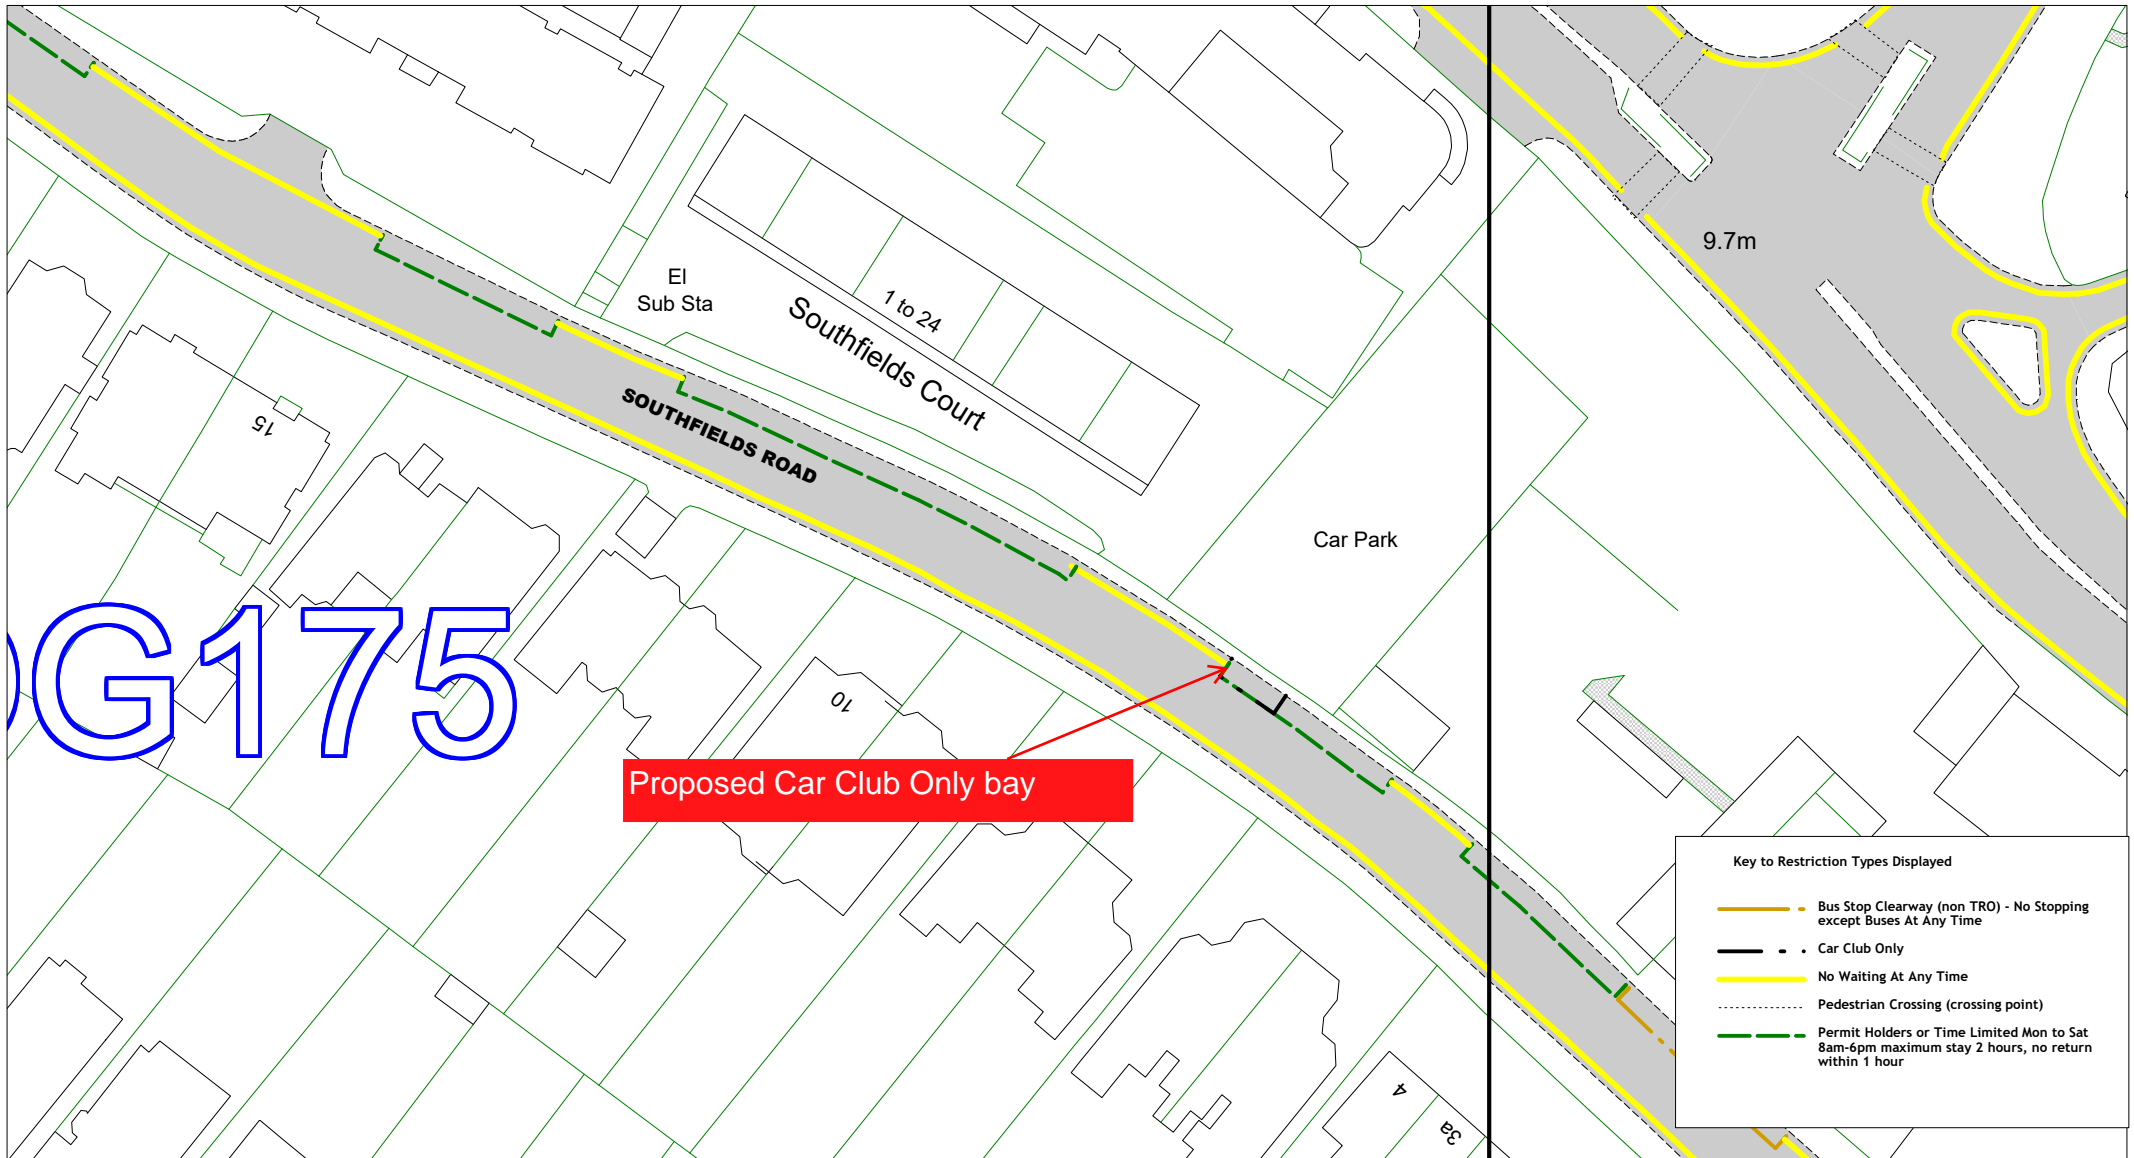 9.7m
El
Sub Sta
1 to 24
Southfields Court
SOUTHFIELDS ROAD
15
Car Park
G175
10
Proposed Car Club Only bay
Key to Restriction Types Displayed
Bus Stop Clearway (non TRO) - No Stopping
except Buses At Any Time
Car Club Only
No Waiting At Any Time
Pedestrian Crossing (crossing point)
Permit Holders or Time Limited Mon to Sat
8am-6pm maximum stay 2 hours, no return
within 1 hour
4
3a